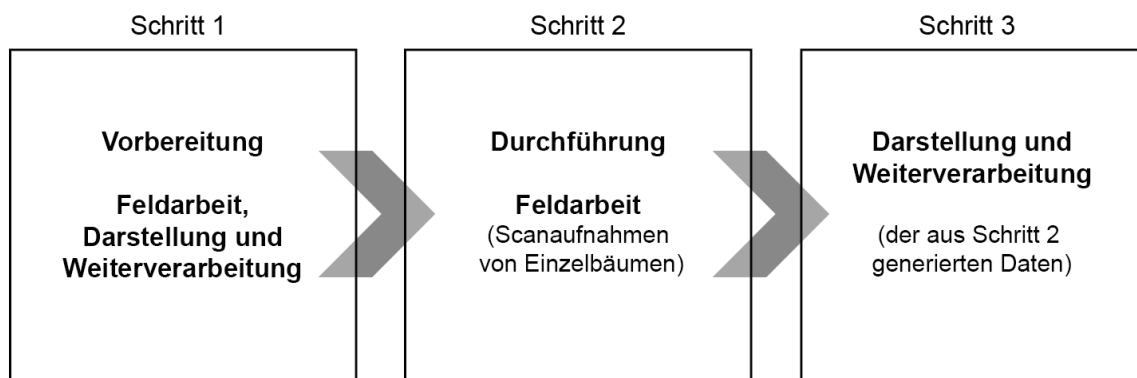 Schritt 1
Vorbereitung
Feldarbeit,
Darstellung und
Weiterverarbeitung
Schritt 2
Durchführung
Feldarbeit
(Scanaufnahmen
von Einzelbäumen)
Schritt 3
Darstellung und
Weiterverarbeitung
(der aus Schritt 2
generierten Daten)